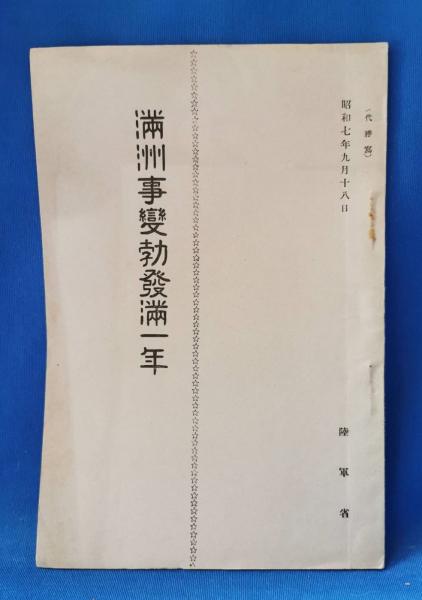 (代謄寫)
昭和七年九月十八日
陸軍省
滿洲事變勃發滿一年